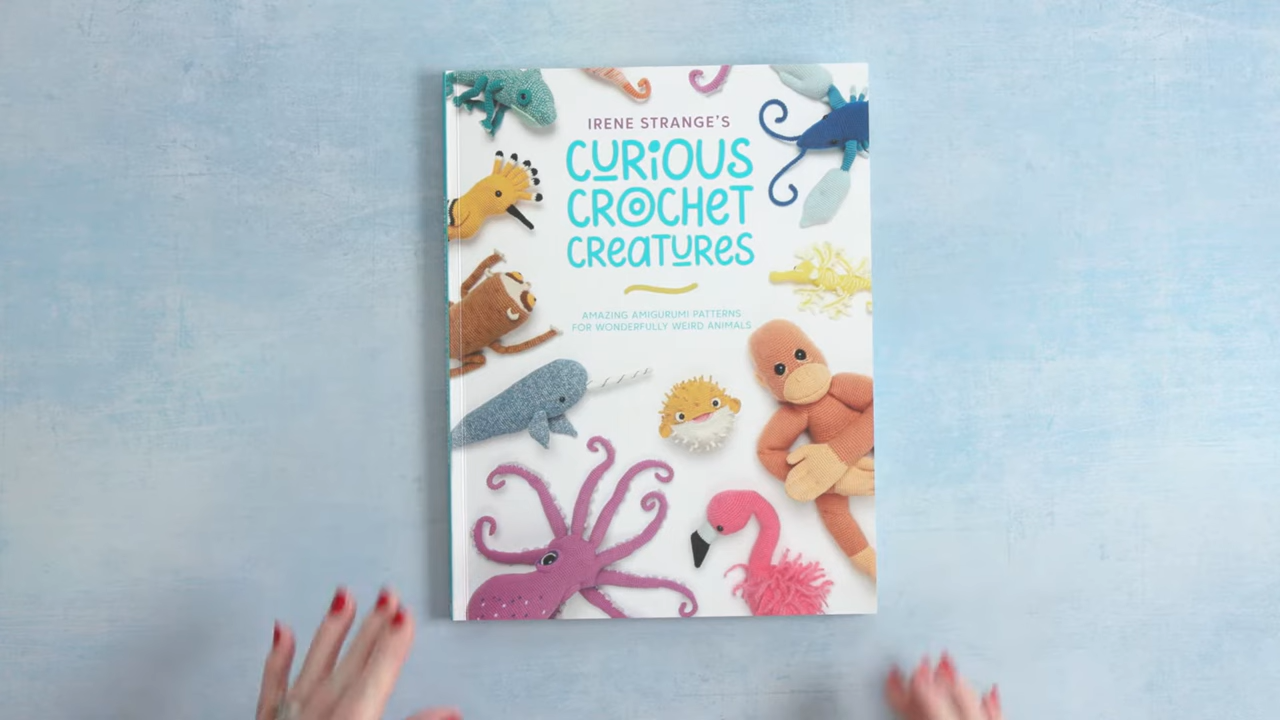 IRENE STRANGE'S
CURIOUS
CROCHET
CREATURES
AMAZING AMIGURUMI PATTERNS
FOR WONDERFULLY WEIRD ANIMALS